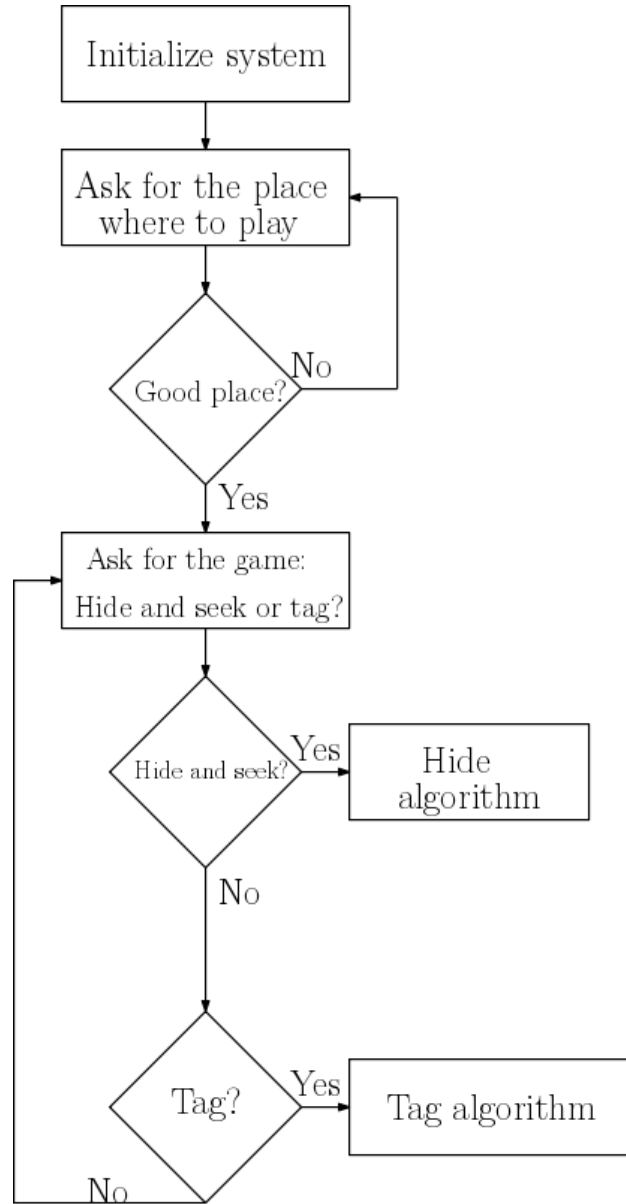 Initialize system
Ask for the place
where to play
No
Good place?
Yes
Ask for the game:
Hide and seek or tag?
Yes
Hide and seek?
Hide
algorithm
No
Yes
Tag?
Tag algorithm
No